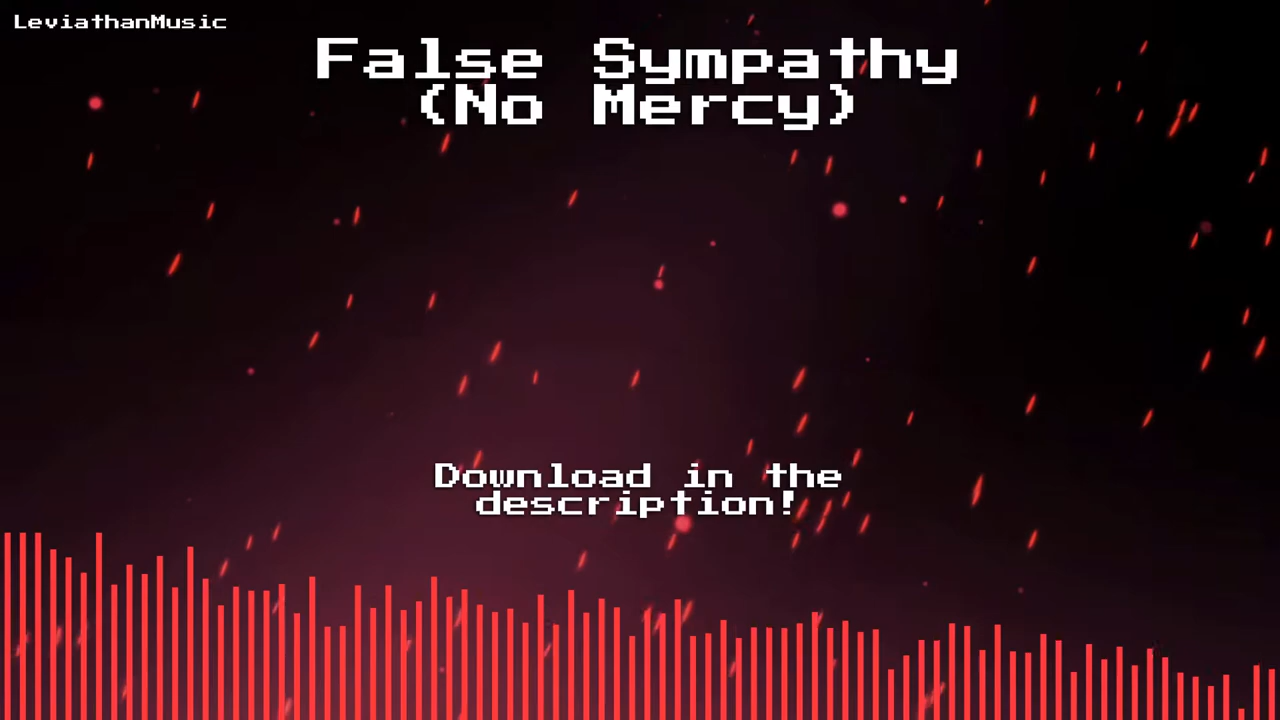 LeviathanMusic
False Sympathy
(No Mercy)
Download in the
description!